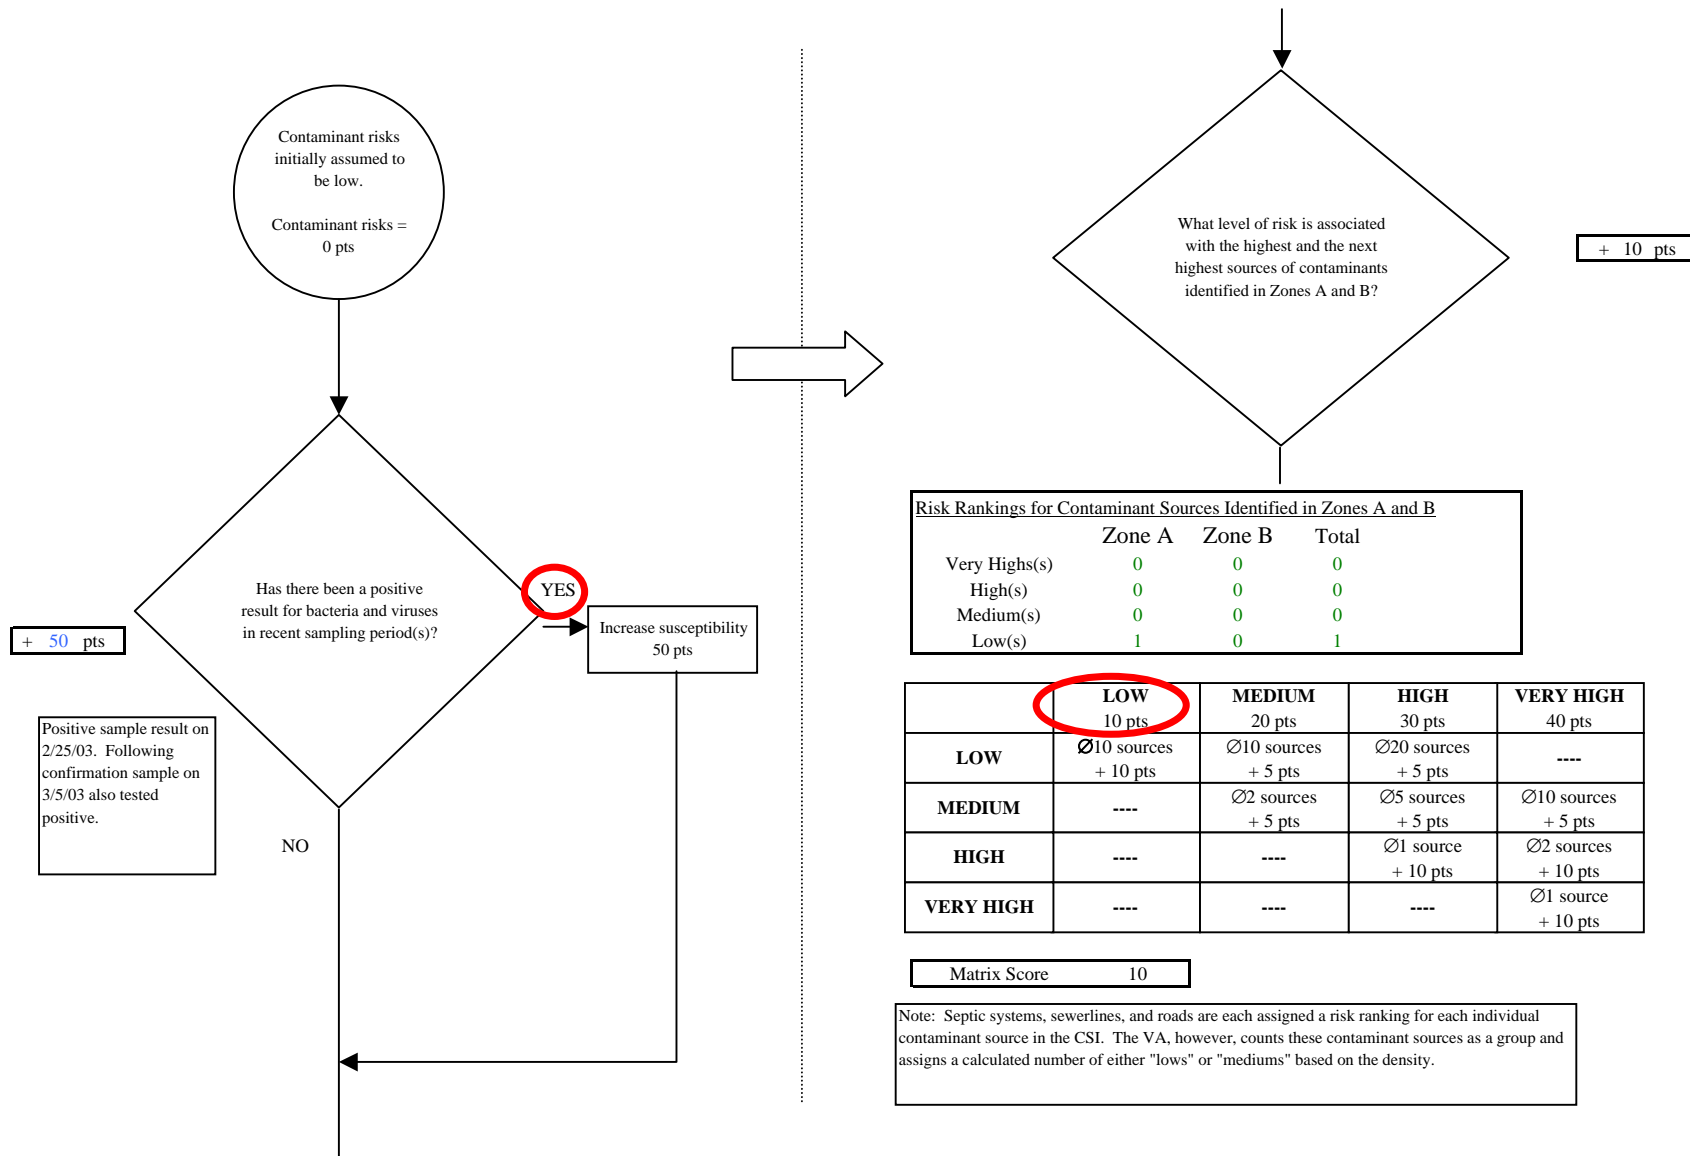 Contaminant risks
initially assumed to
be low.
Contaminant risks =
0 pts
Has there been a positive
result for bacteria and viruses
in recent sampling period(s)?
YES
Increase susceptibility
50 pts
+ 50 pts
Positive sample result on
2/25/03. Following
confirmation sample on
3/5/03 also tested
positive.
NO
What level of risk is associated
with the highest and the next
highest sources of contaminants
identified in Zones A and B?
+ 10 pts
Risk Rankings for Contaminant Sources Identified in Zones A and B
Zone A Zone B Total
Very Highs(s) 0 0 0
High(s) 0 0 0
Medium(s) 0 0 0
Low(s) 1 0 1
LOW MEDIUM HIGH VERY HIGH
10 pts 20 pts 30 pts 40 pts
LOW ∅10 sources ∅10 sources ∅20 sources ----
+ 10 pts + 5 pts + 5 pts
MEDIUM ---- ∅2 sources ∅5 sources ∅10 sources
+ 5 pts + 5 pts + 5 pts
HIGH ---- ---- ∅1 source ∅2 sources
+ 10 pts + 10 pts
VERY HIGH ---- ---- ---- ∅1 source
+ 10 pts
Matrix Score 10
Note: Septic systems, sewerlines, and roads are each assigned a risk ranking for each individual
contaminant source in the CSI. The VA, however, counts these contaminant sources as a group and
assigns a calculated number of either "lows" or "mediums" based on the density.